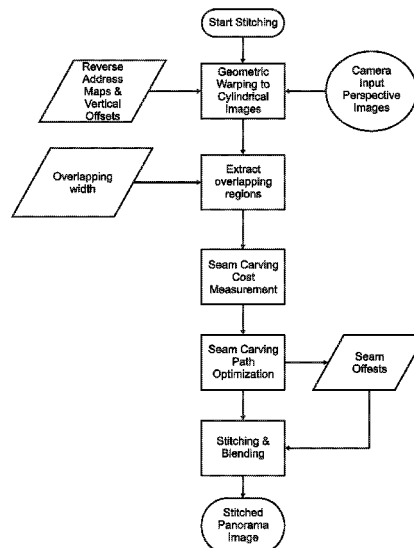 Start Stitching
Reverse
Address
Maps &
Vertical
Offsets
Geometric
Warping to
Cylindrical
Images
Camera
Input
Perspective
Images
Overlapping
width
Extract
overlapping
regions
Seam Carving
Cost
Measurement
Seam Carving
Path
Optimization
Seam
Offests
Stitching &
Blending
Stitched
Panorama
Image